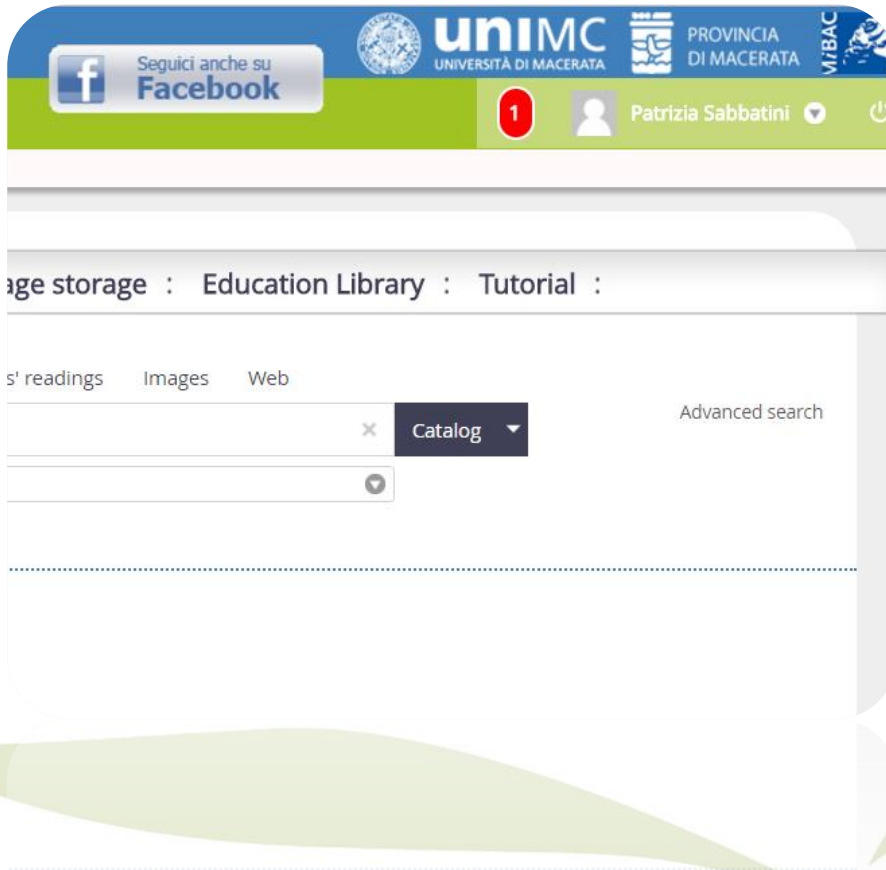 Seguici anche su
Facebook
uniMC
UNIVERSITÀ DI MACERATA
PROVINCIA
DI MACERATA
MiBAC
1
Patrizia Sabbatini
age storage : Education Library : Tutorial :
s' readings Images Web
Catalog
Advanced search